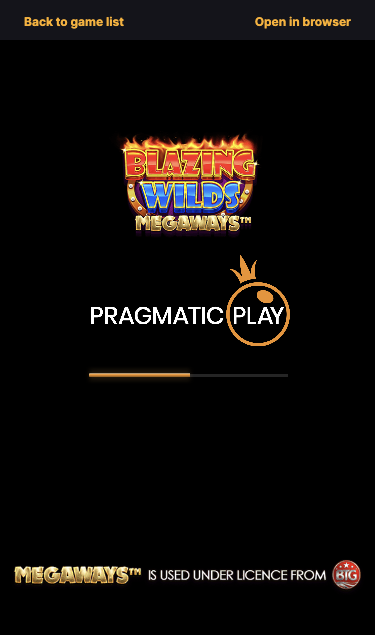 Back to game list
Open in browser
BLAZING
WILDS
MEGAWAYS™
PRAGMATIC PLAY
MEGAWAYS™ IS USED UNDER LICENCE FROM BIG